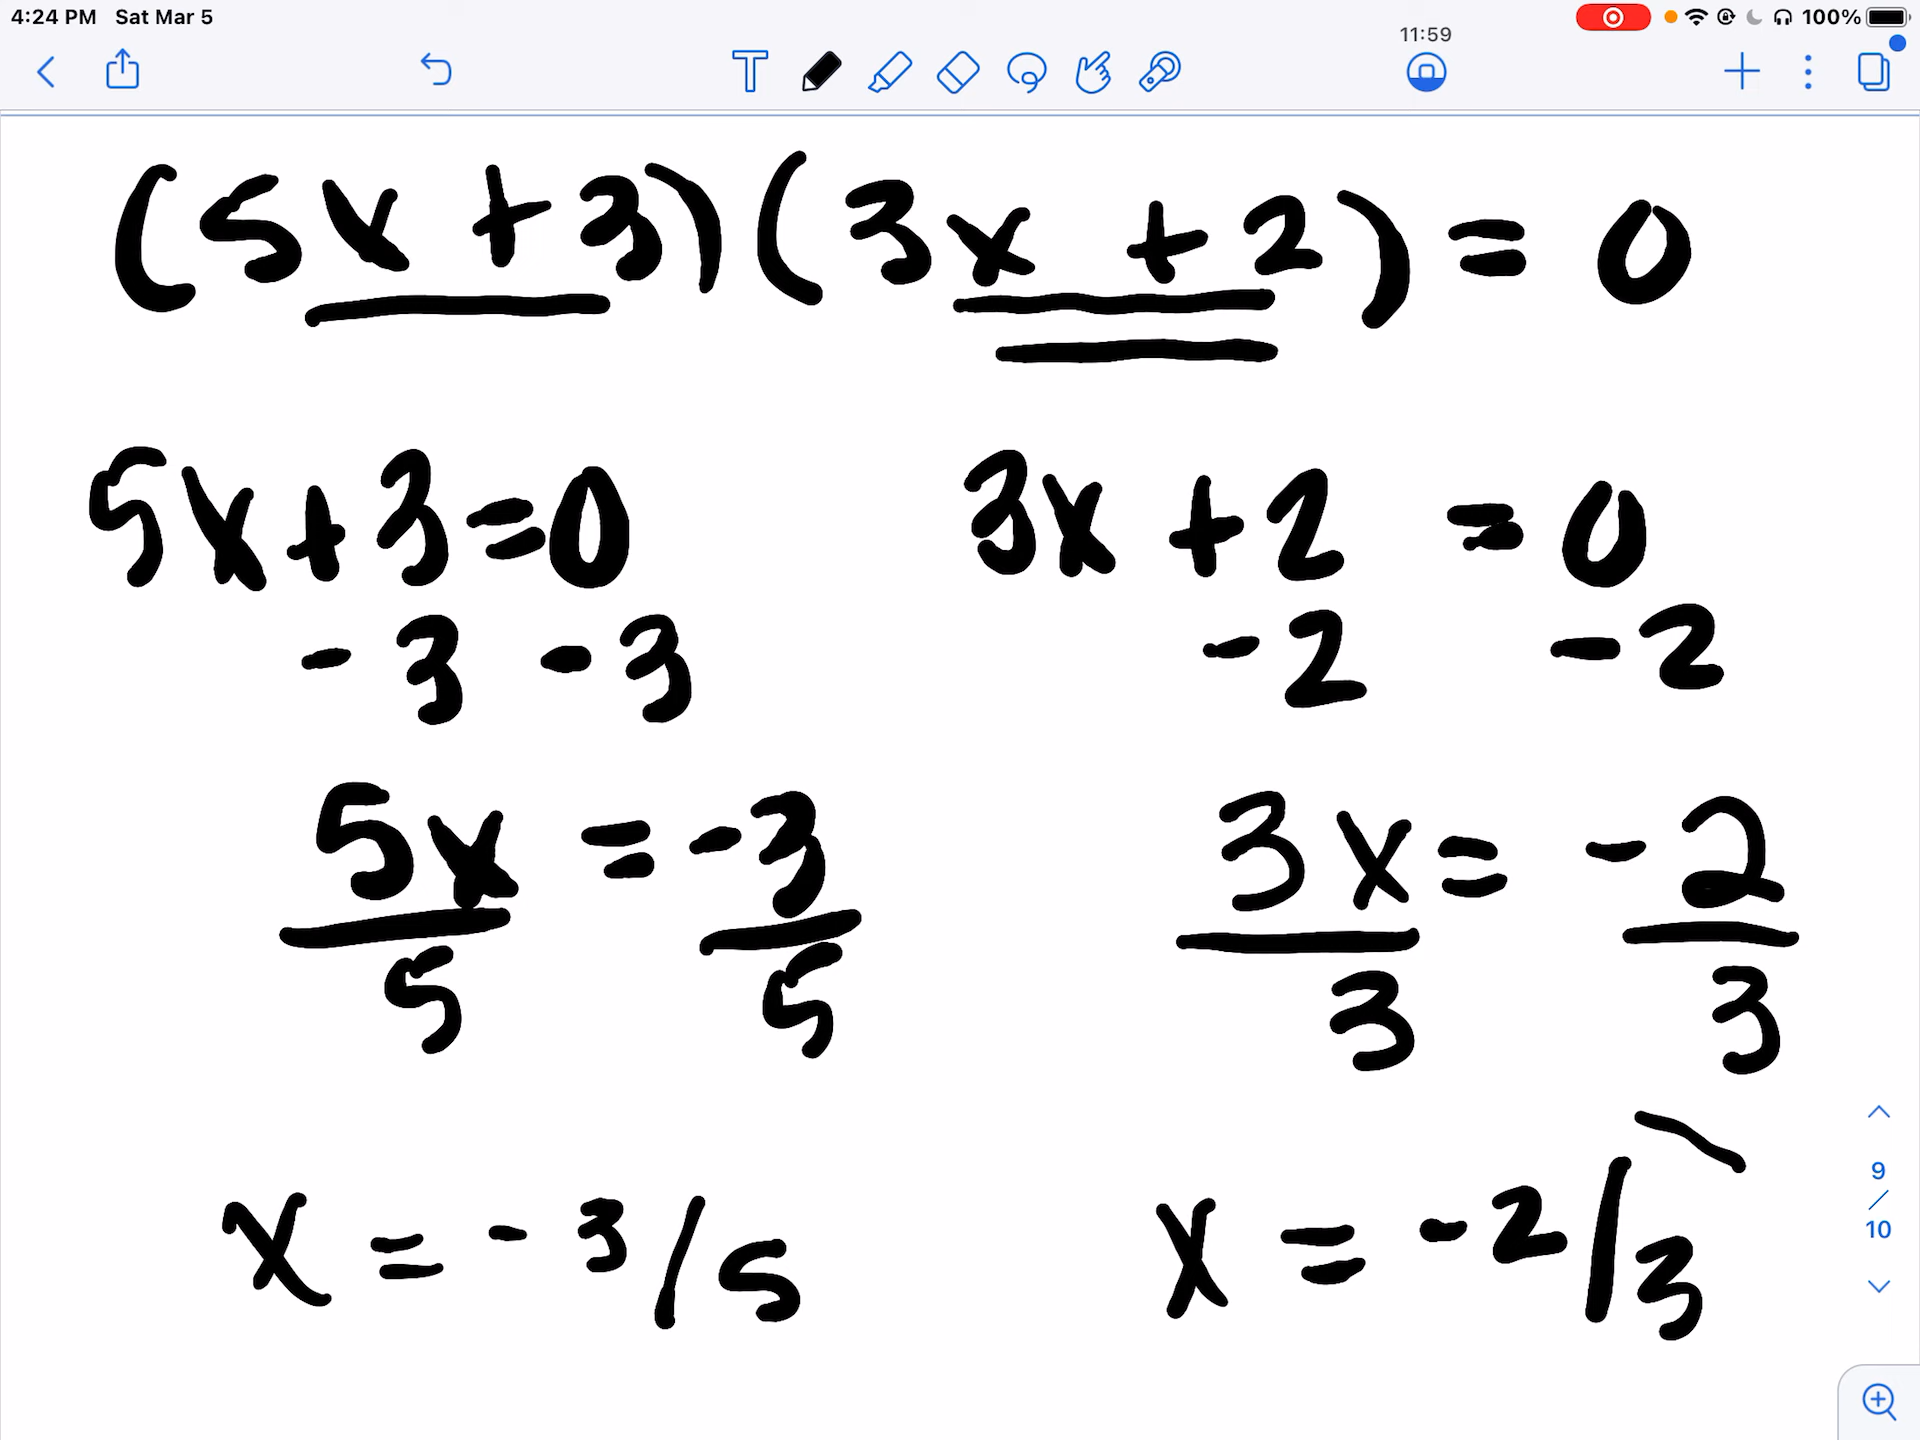 4:24 PM Sat Mar 5
100%
11:59
(5x + 3)(3x + 2) = 0
5x + 3 = 0 3x + 2 = 0
- 3 - 3 - 2 - 2
5x = -3 3x = -2
5 5 3 3
x = -3/5 x = -2/3
9
/
10